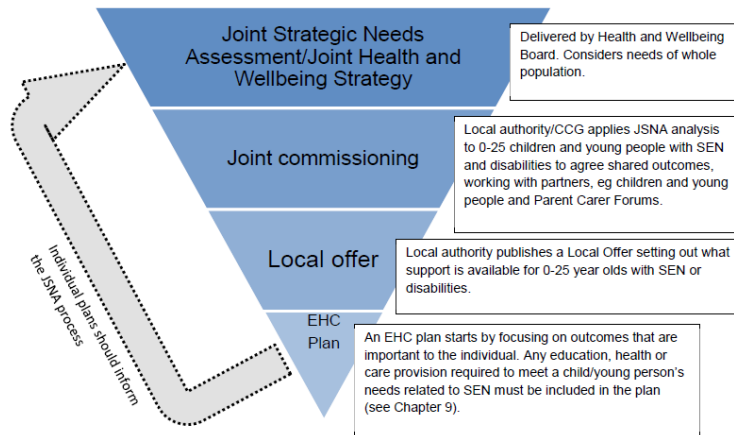 Joint Strategic Needs
Assessment/Joint Health and
Wellbeing Strategy
Delivered by Health and Wellbeing
Board. Considers needs of whole
population.
Joint commissioning
Local authority/CCG applies JSNA analysis
to 0-25 children and young people with SEN
and disabilities to agree shared outcomes,
working with partners, eg children and young
people and Parent Carer Forums.
Local offer
Local authority publishes a Local Offer setting out what
support is available for 0-25 year olds with SEN or
disabilities.
EHC
Plan
An EHC plan starts by focusing on outcomes that are
important to the individual. Any education, health or
care provision required to meet a child/young person's
needs related to SEN must be included in the plan
(see Chapter 9).
Individual plans should inform
the JSNA process